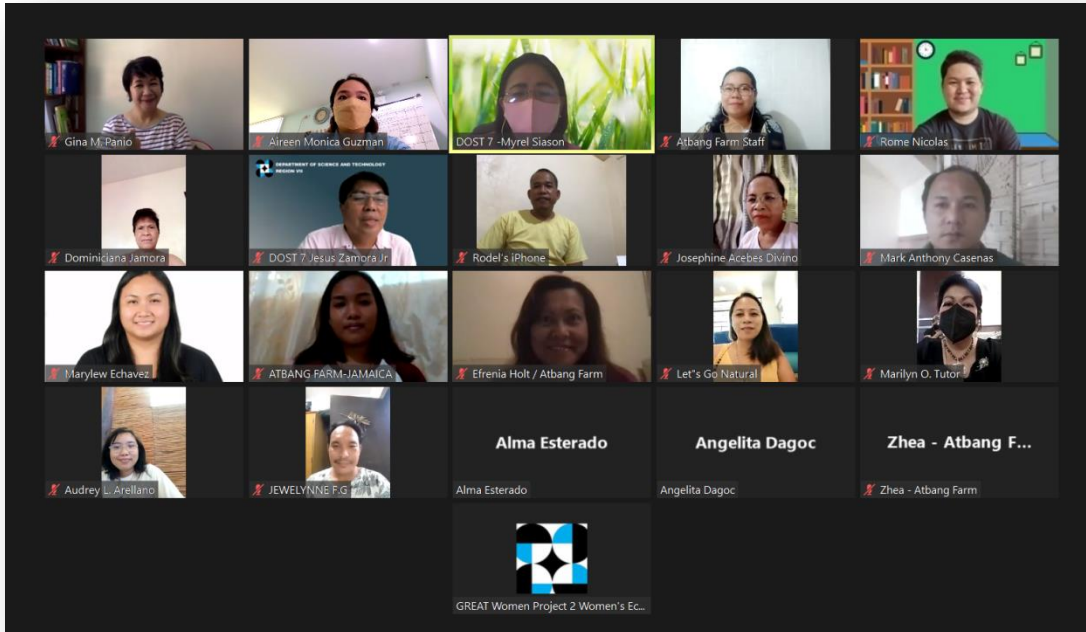 Gina M. Panio
Aireen Monica Guzman
DOST 7 -Myrel Siason
Atbang Farm Staff
Rome Nicolas
Dominiciana Jamora
DEPARTMENT OF SCIENCE AND TECHNOLOGY
REGION VII
DOST 7 Jesus Zamora Jr
Rodel's iPhone
Josephine Acebes Divino
Mark Anthony Casenas
Marylew Echavez
ATBANG FARM-JAMAICA
Efrenia Holt / Atbang Farm
Let"s Go Natural
Marilyn O. Tutor
Audrey L. Arellano
JEWELYNNE F.G
Alma Esterado
Alma Esterado
Angelita Dagoc
Angelita Dagoc
Zhea - Atbang F...
Zhea - Atbang Farm
GREAT Women Project 2 Women's Ec...